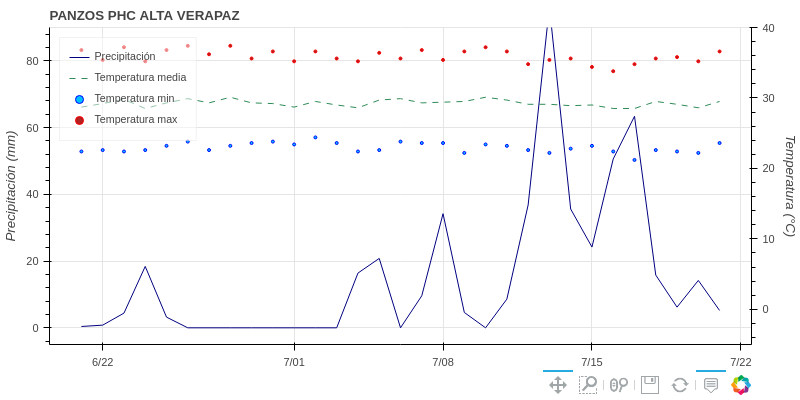 PANZOS PHC ALTA VERAPAZ
Precipitación
Temperatura media
Temperatura min
Temperatura max
Precipitación (mm)
80
60
40
20
0
Temperatura (°C)
40
30
20
10
0
6/22
7/01
7/08
7/15
7/22